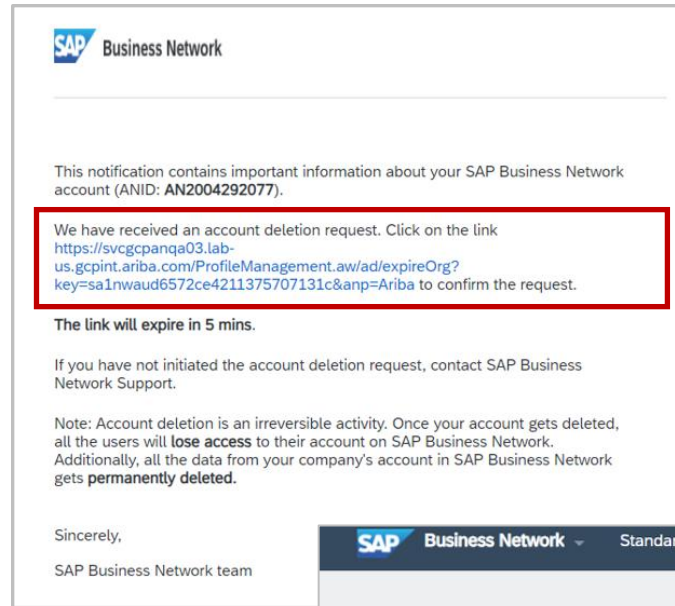 SAP Business Network
This notification contains important information about your SAP Business Network
account (ANID: AN2004292077).
We have received an account deletion request. Click on the link
https://svcgcpanqa03.lab-
us.gcpint.ariba.com/ProfileManagement.aw/ad/expireOrg?
key=sa1nwaud6572ce4211375707131c&anp=Ariba to confirm the request.
The link will expire in 5 mins.
If you have not initiated the account deletion request, contact SAP Business
Network Support.
Note: Account deletion is an irreversible activity. Once your account gets deleted,
all the users will lose access to their account on SAP Business Network.
Additionally, all the data from your company's account in SAP Business Network
gets permanently deleted.
Sincerely,
SAP Business Network team
SAP Business Network Standar